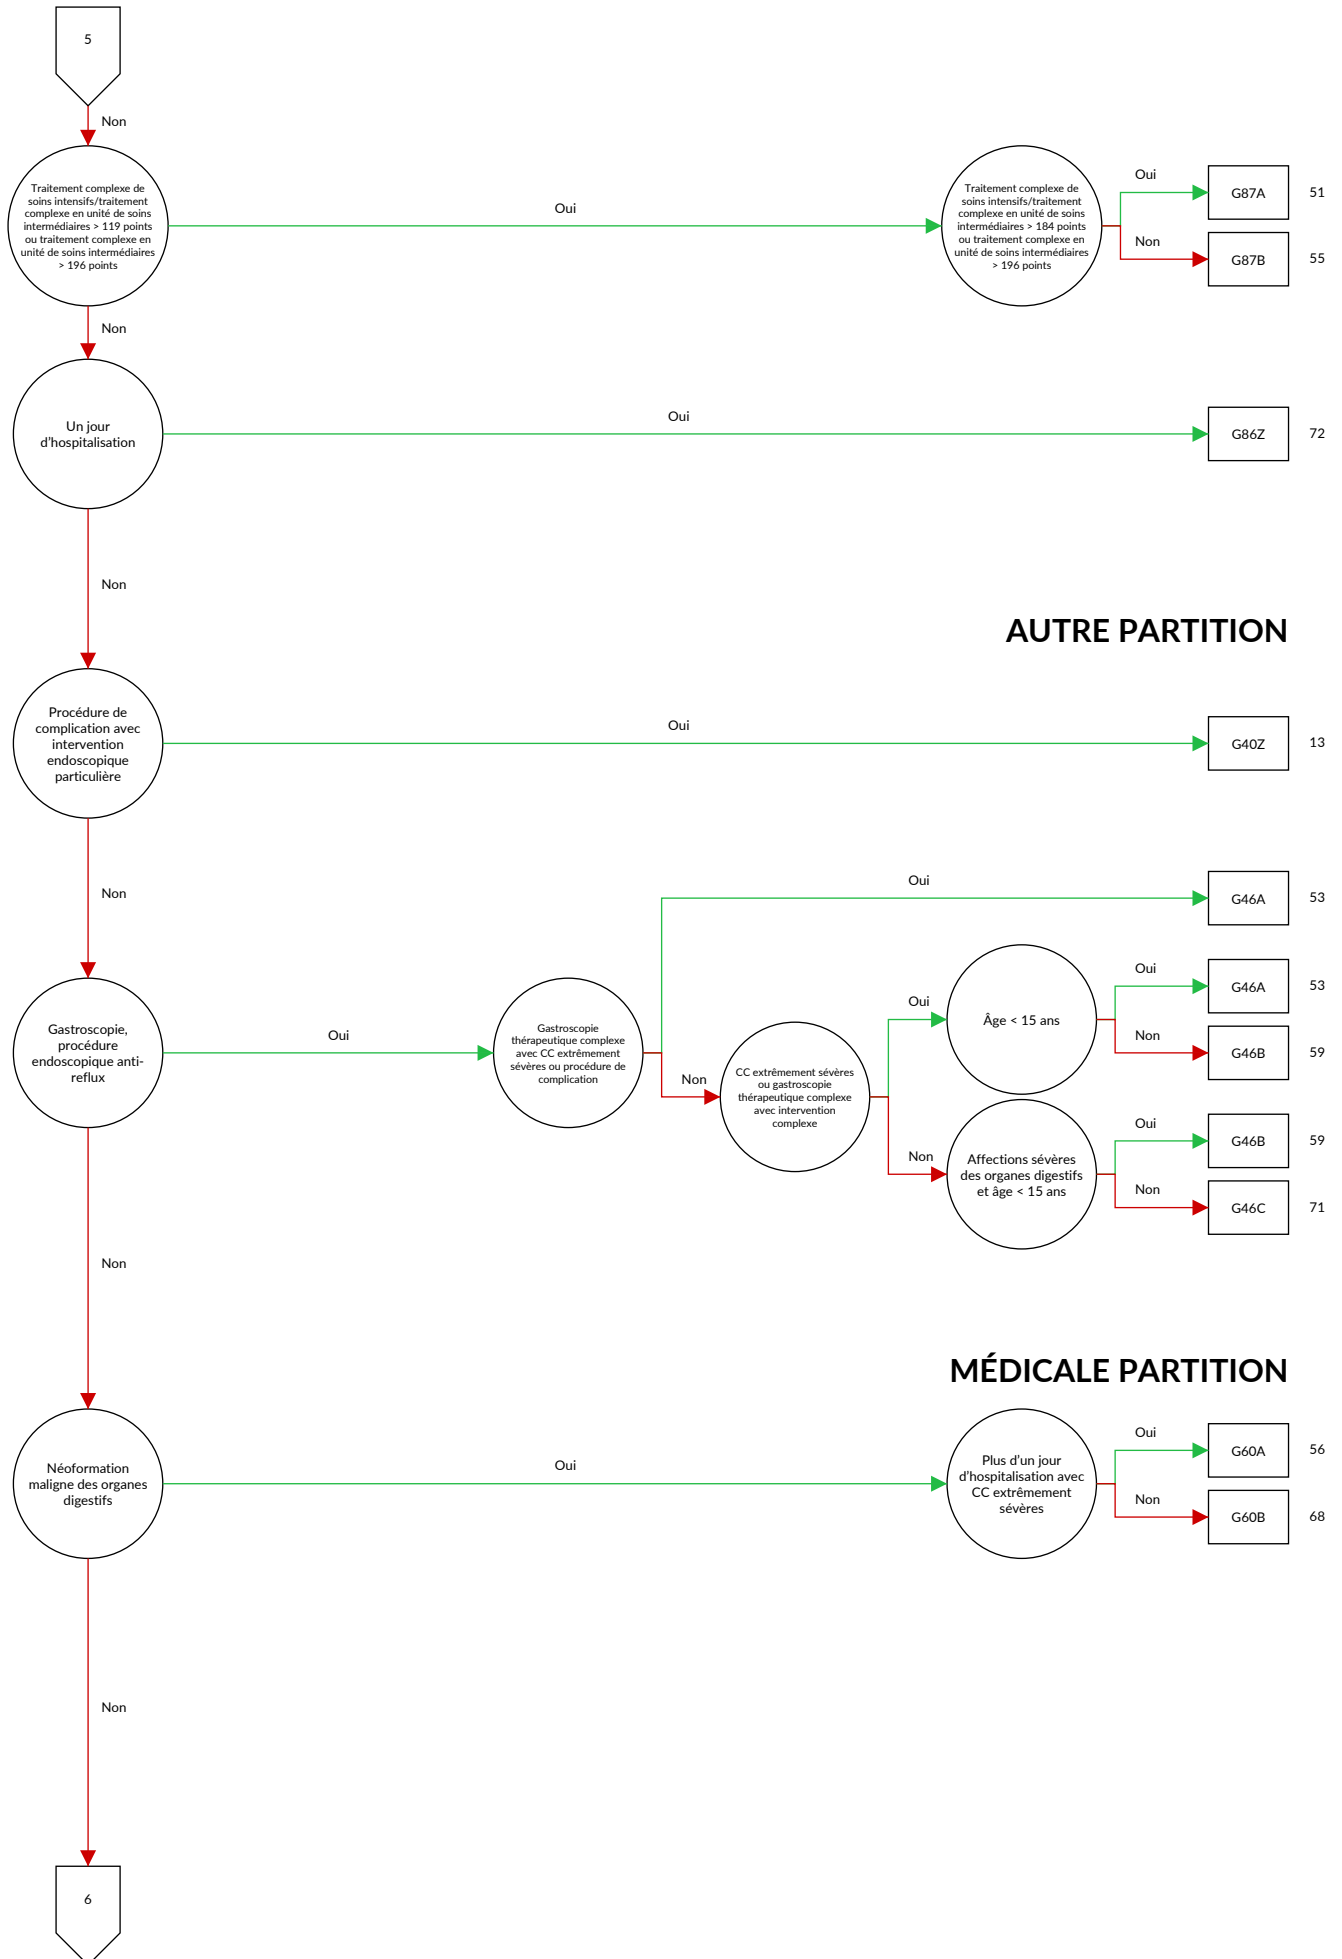 5
Non
Traitement complexe de
soins intensifs/traitement
complexe en unité de soins
intermédiaires > 119 points
ou traitement complexe en
unité de soins intermédiaires
> 196 points
Oui
Traitement complexe de
soins intensifs/traitement
complexe en unité de soins
intermédiaires > 184 points
ou traitement complexe en
unité de soins intermédiaires
> 196 points
Oui
G87A
51
Non
G87B
55
Non
Un jour
d'hospitalisation
Oui
G86Z
72
Non
AUTRE PARTITION
Procédure de
complication avec
intervention
endoscopique
particulière
Oui
G40Z
13
Non
Gastroscopie,
procédure
endoscopique anti-
reflux
Oui
Gastroscopie
thérapeutique complexe
avec CC extrêmement
sévères ou procédure de
complication
Oui
G46A
53
Non
CC extrêmement sévères
ou gastroscopie
thérapeutique complexe
avec intervention
complexe
Oui
Âge < 15 ans
Oui
G46A
53
Non
G46B
59
Non
Affections sévères
des organes digestifs
et âge < 15 ans
Oui
G46B
59
Non
G46C
71
Non
MÉDICALE PARTITION
Néoformation
maligne des organes
digestifs
Oui
Plus d'un jour
d'hospitalisation avec
CC extrêmement
sévères
Oui
G60A
56
Non
G60B
68
Non
6